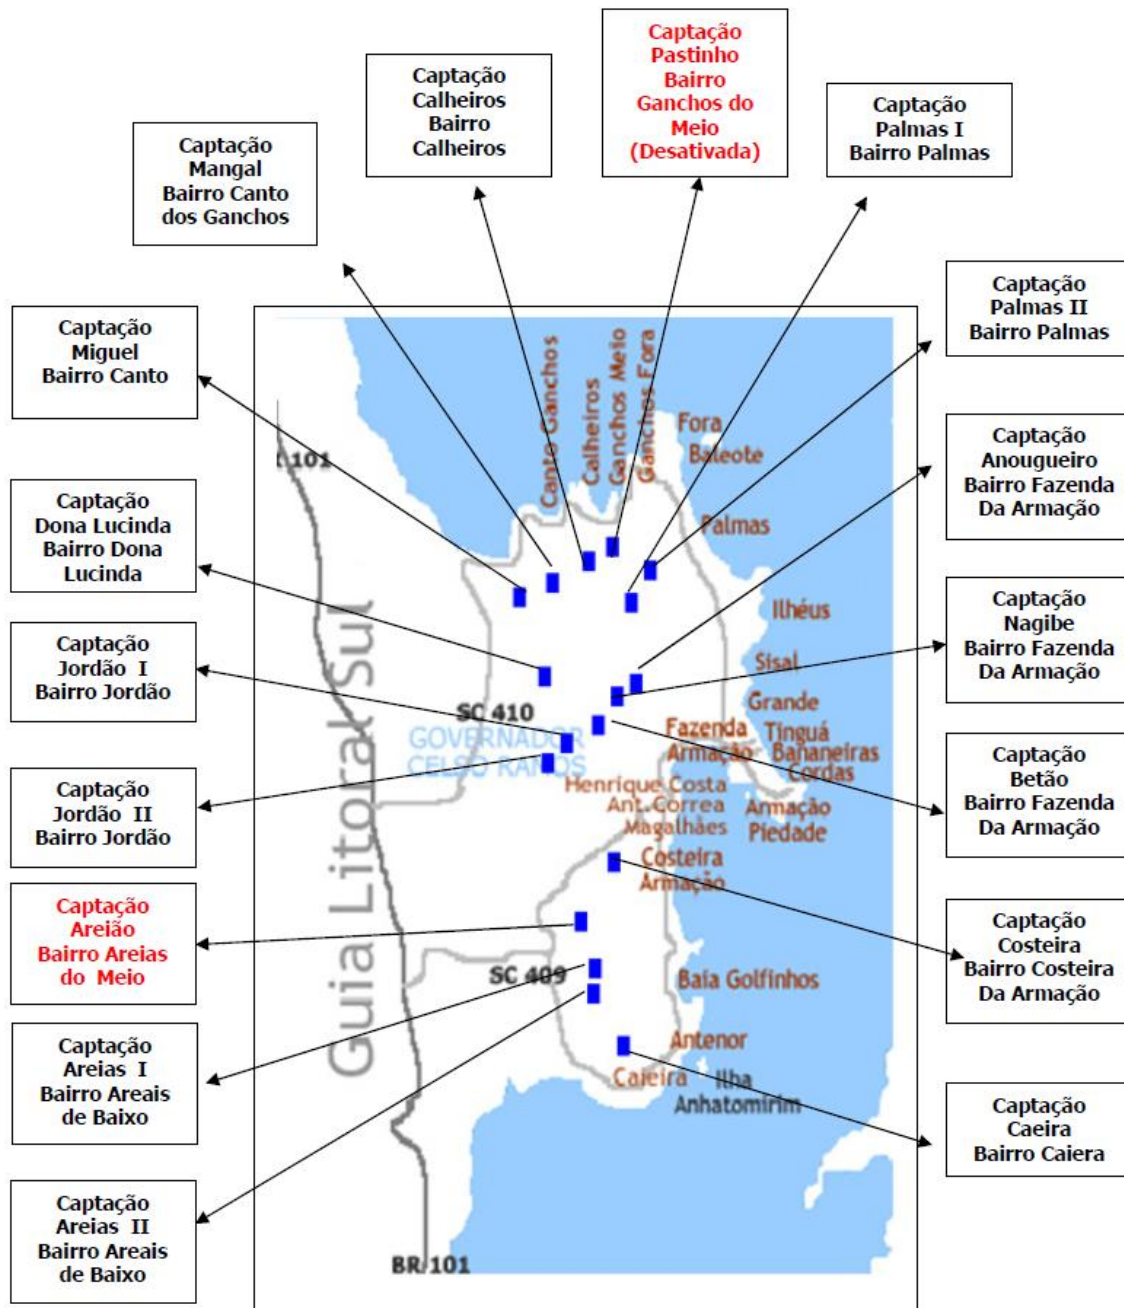 Captação
Pastinho
Bairro
Ganchos do
Meio
(Desativada)
Captação
Calheiros
Bairro
Calheiros
Captação
Palmas I
Bairro Palmas
Captação
Mangal
Bairro Canto
dos Ganchos
Captação
Palmas II
Bairro Palmas
Captação
Miguel
Bairro Canto
Captação
Anougueiro
Bairro Fazenda
Da Armação
Captação
Dona Lucinda
Bairro Dona
Lucinda
Captação
Nagibe
Bairro Fazenda
Da Armação
Captação
Jordão I
Bairro Jordão
Captação
Betão
Bairro Fazenda
Da Armação
Captação
Jordão II
Bairro Jordão
Captação
Areião
Bairro Areias
do Meio
Captação
Costeira
Bairro Costeira
Da Armação
Captação
Areias I
Bairro Areais
de Baixo
Captação
Caeira
Bairro Caiera
Captação
Areias II
Bairro Areais
de Baixo
Canto Ganchos
Calheiros
Ganchos Meio
Ganchos Fora
Fora
Baleote
101
Palmas
Ilhéus
Sisal
Grande
SC 410
GOVERNADOR
CELSO RAMOS
Fazenda
Armação
Tinguá
Bananeiras
Cordas
Henrique Costa
Ant. Correa
Magalhães
Armação
Piedade
Costeira
Armação
Guia Litoral Sul
SC 409
Baia Golfinhos
Antenor
Caieira
Ilha
Anhatomirim
BR 101